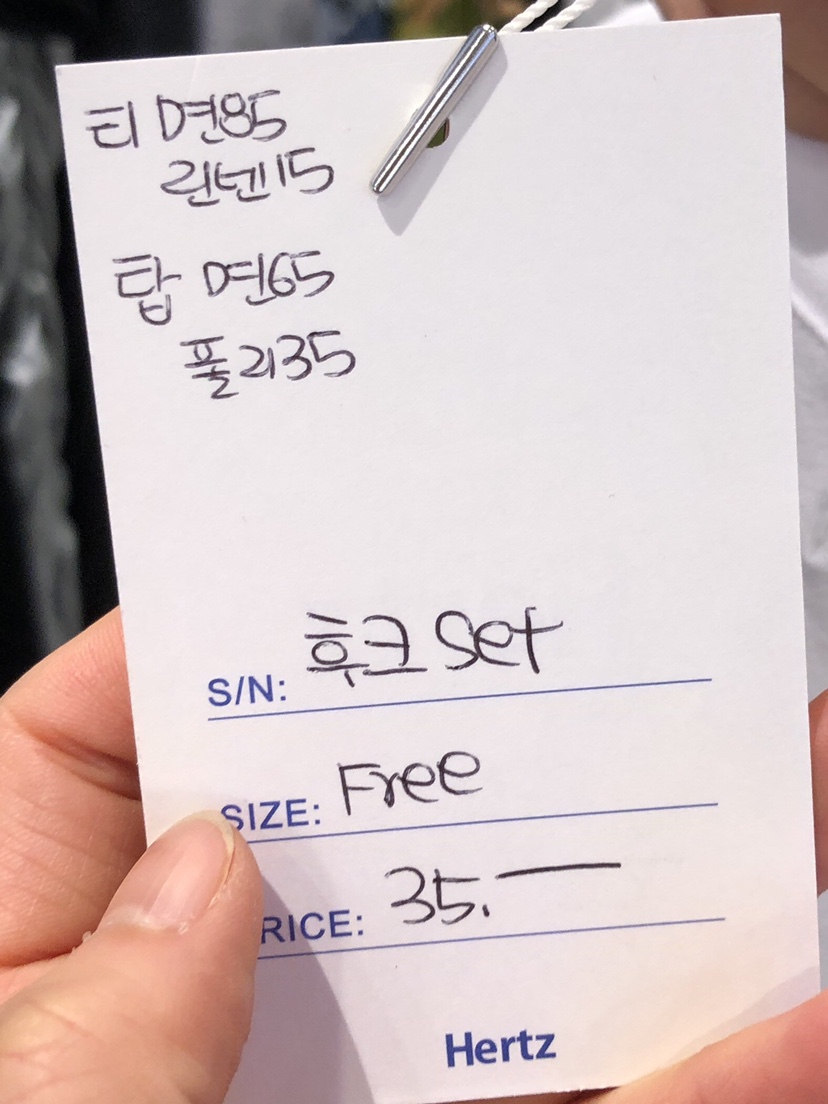 티 면85
린넨15
탑 면65
폴리35
S/N: 후크 Set
SIZE: Free
RICE: 35.—
Hertz